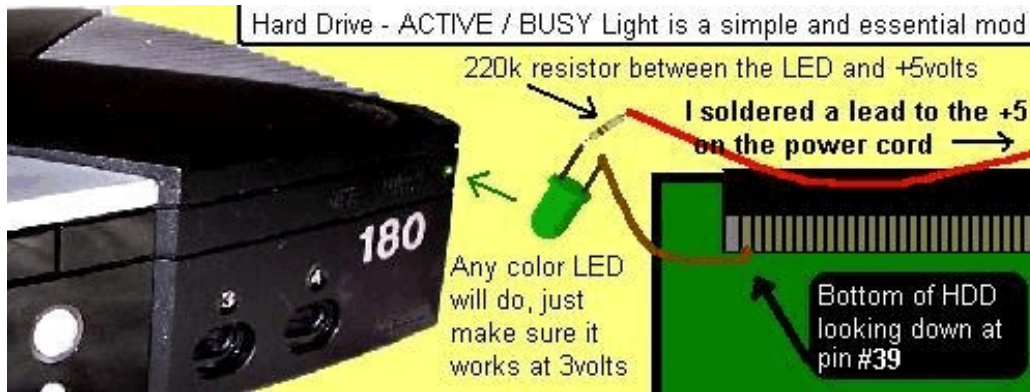 Hard Drive - ACTIVE / BUSY Light is a simple and essential mod
220k resistor between the LED and +5volts
I soldered a lead to the +5
on the power cord
180
3
4
Any color LED
will do, just
make sure it
works at 3volts
Bottom of HDD
looking down at
pin #39